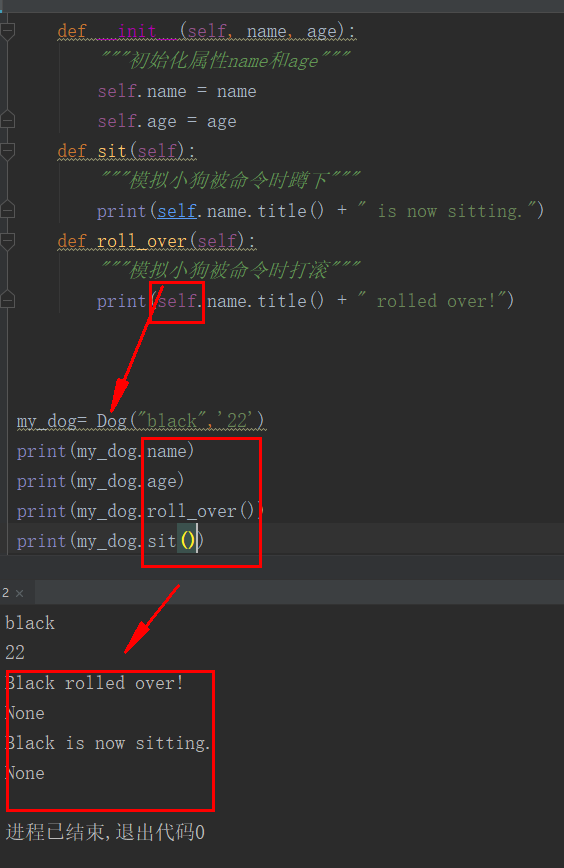 def __init__(self, name, age):
"""初始化属性name和age"""
self.name = name
self.age = age
def sit(self):
"""模拟小狗被命令时蹲下"""
print(self.name.title() + " is now sitting.")
def roll_over(self):
"""模拟小狗被命令时打滚"""
print(self.name.title() + " rolled over!")
my_dog= Dog("black",'22')
print(my_dog.name)
print(my_dog.age)
print(my_dog.roll_over())
print(my_dog.sit())
2 ×
black
22
Black rolled over!
None
Black is now sitting.
None
进程已结束,退出代码0